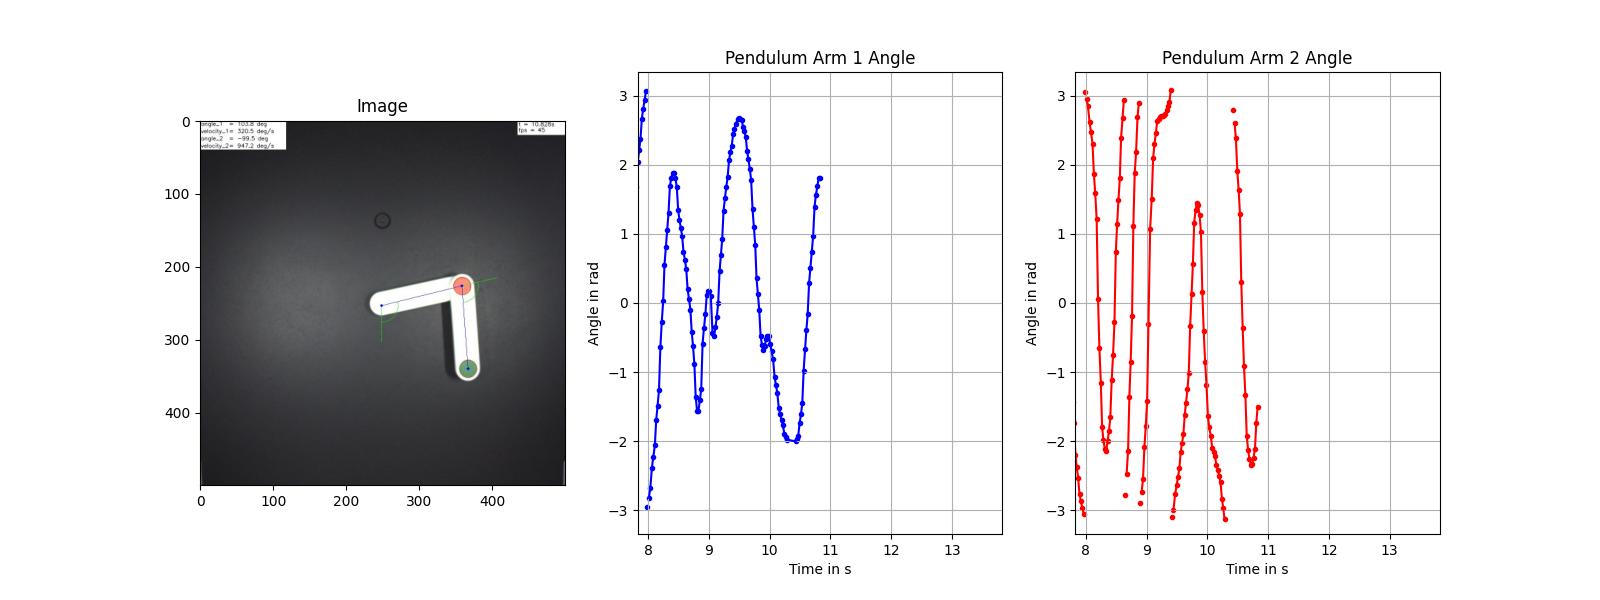 Image
angle_1 = 103.8 deg
velocity_1= 320.5 deg/s
angle_2 = -99.5 deg
velocity_2= 947.2 deg/s
t = 10.828s
fps = 45
0
100
200
300
400
0 100 200 300 400
Pendulum Arm 1 Angle
Angle in rad
3
2
1
0
−1
−2
−3
8 9 10 11 12 13
Time in s
Pendulum Arm 2 Angle
Angle in rad
3
2
1
0
−1
−2
−3
8 9 10 11 12 13
Time in s